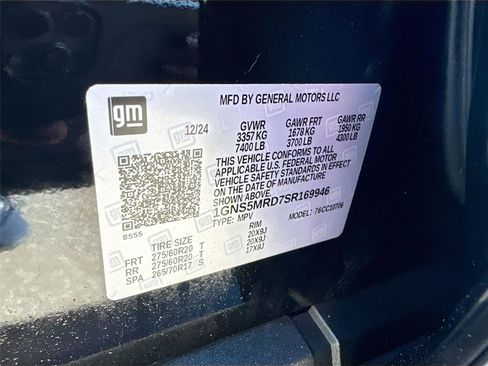 gm
MFD BY GENERAL MOTORS LLC
12/24
GVWR GAWR FRT GAWR RR
3357 KG 1678 KG 1950 KG
7400 LB 3700 LB 4300 LB
THIS VEHICLE CONFORMS TO ALL
APPLICABLE U.S. FEDERAL MOTOR
VEHICLE SAFETY STANDARDS IN EFFECT
ON THE DATE OF MANUFACTURE
SHOWN ABOVE.
1GNS5MRD7SR169946
TYPE: MPV MODEL: 76CC10706
8555
TIRE SIZE RIM
FRT 275/60R20 T 20X9J
RR 275/60R20 T 20X9J
SPA 265/70R17 S 17X8J